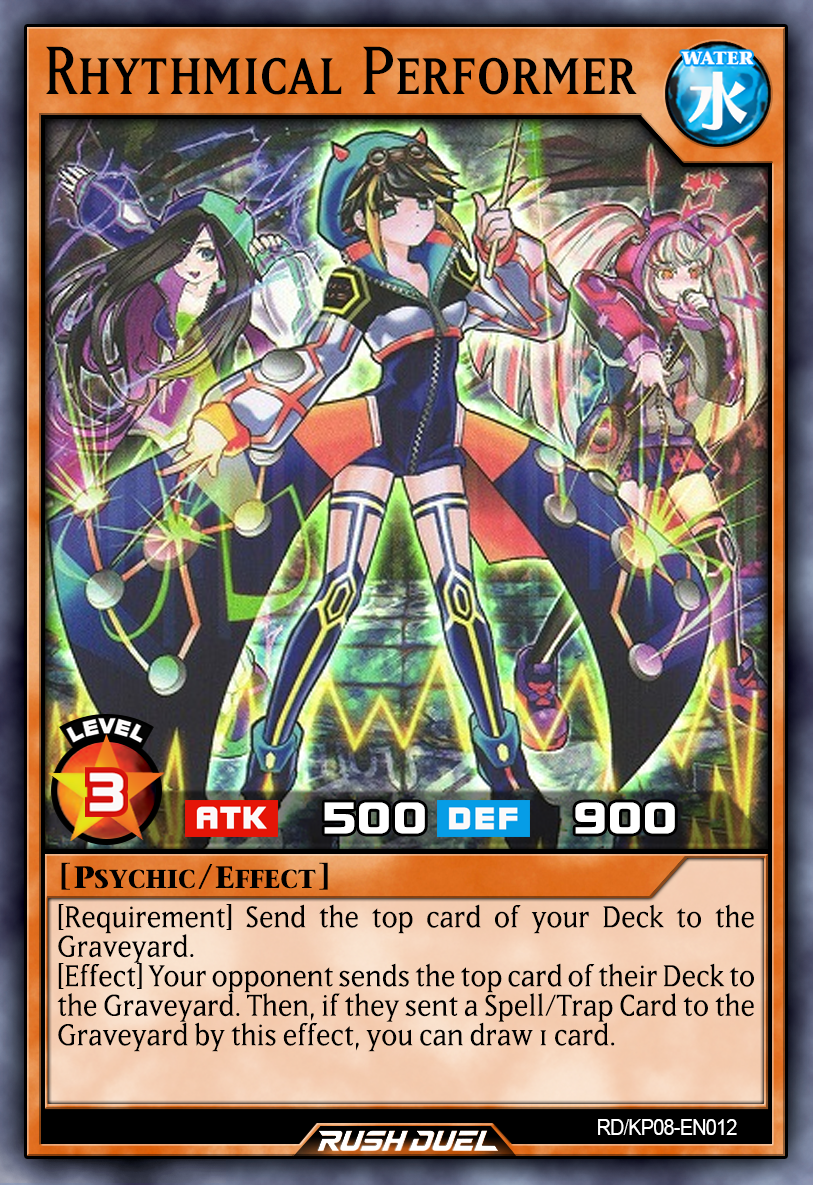 Rhythmical Performer
WATER
水
LEVEL
3
ATK 500 DEF 900
[Psychic/Effect]
[Requirement] Send the top card of your Deck to the
Graveyard.
[Effect] Your opponent sends the top card of their Deck to
the Graveyard. Then, if they sent a Spell/Trap Card to the
Graveyard by this effect, you can draw 1 card.
RUSH DUEL
RD/KP08-EN012